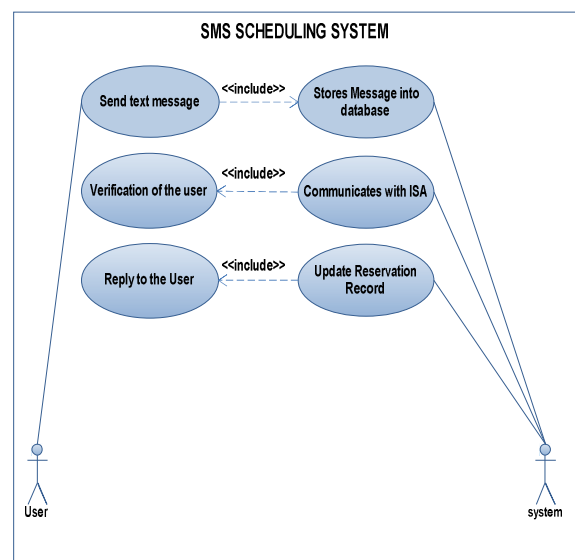 SMS SCHEDULING SYSTEM
Send text message
<<include>>
Stores Message into
database
Verification of the user
<<include>>
Communicates with ISA
Reply to the User
<<include>>
Update Reservation
Record
User
system